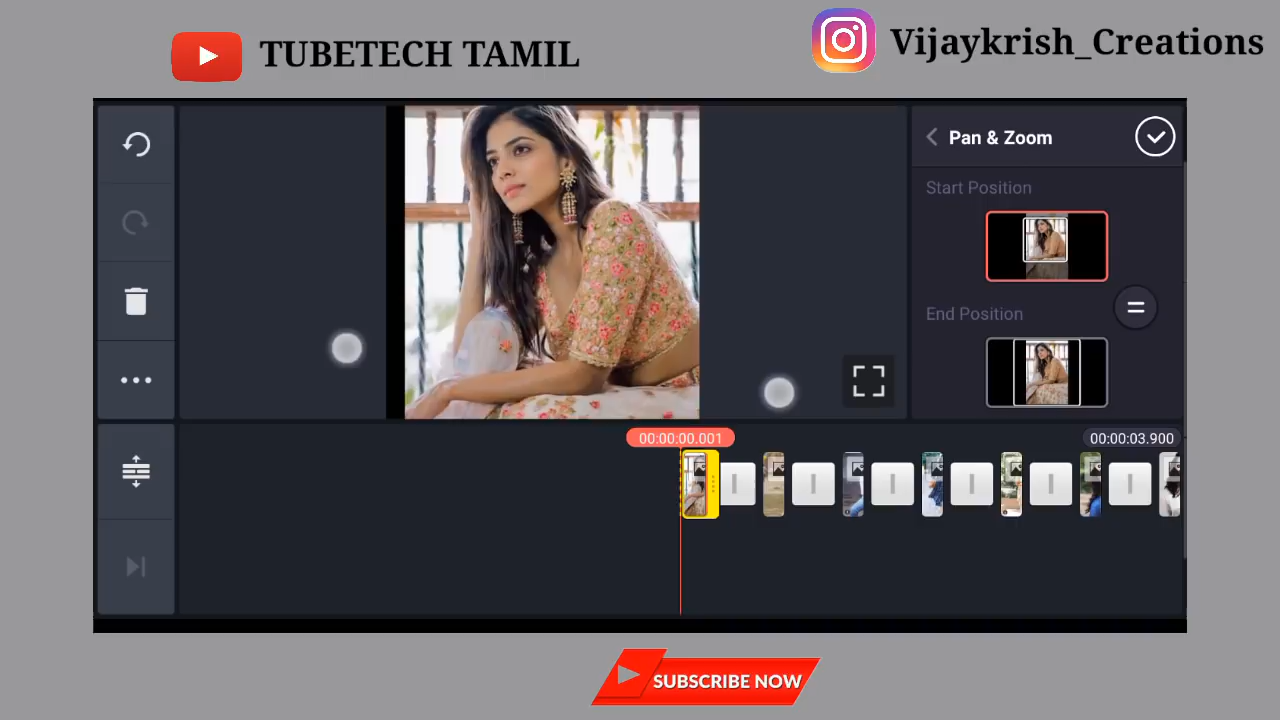 TUBETECH TAMIL
Vijaykrish_Creations
Pan & Zoom
Start Position
End Position
00:00:00.001
00:00:03.900
SUBSCRIBE NOW